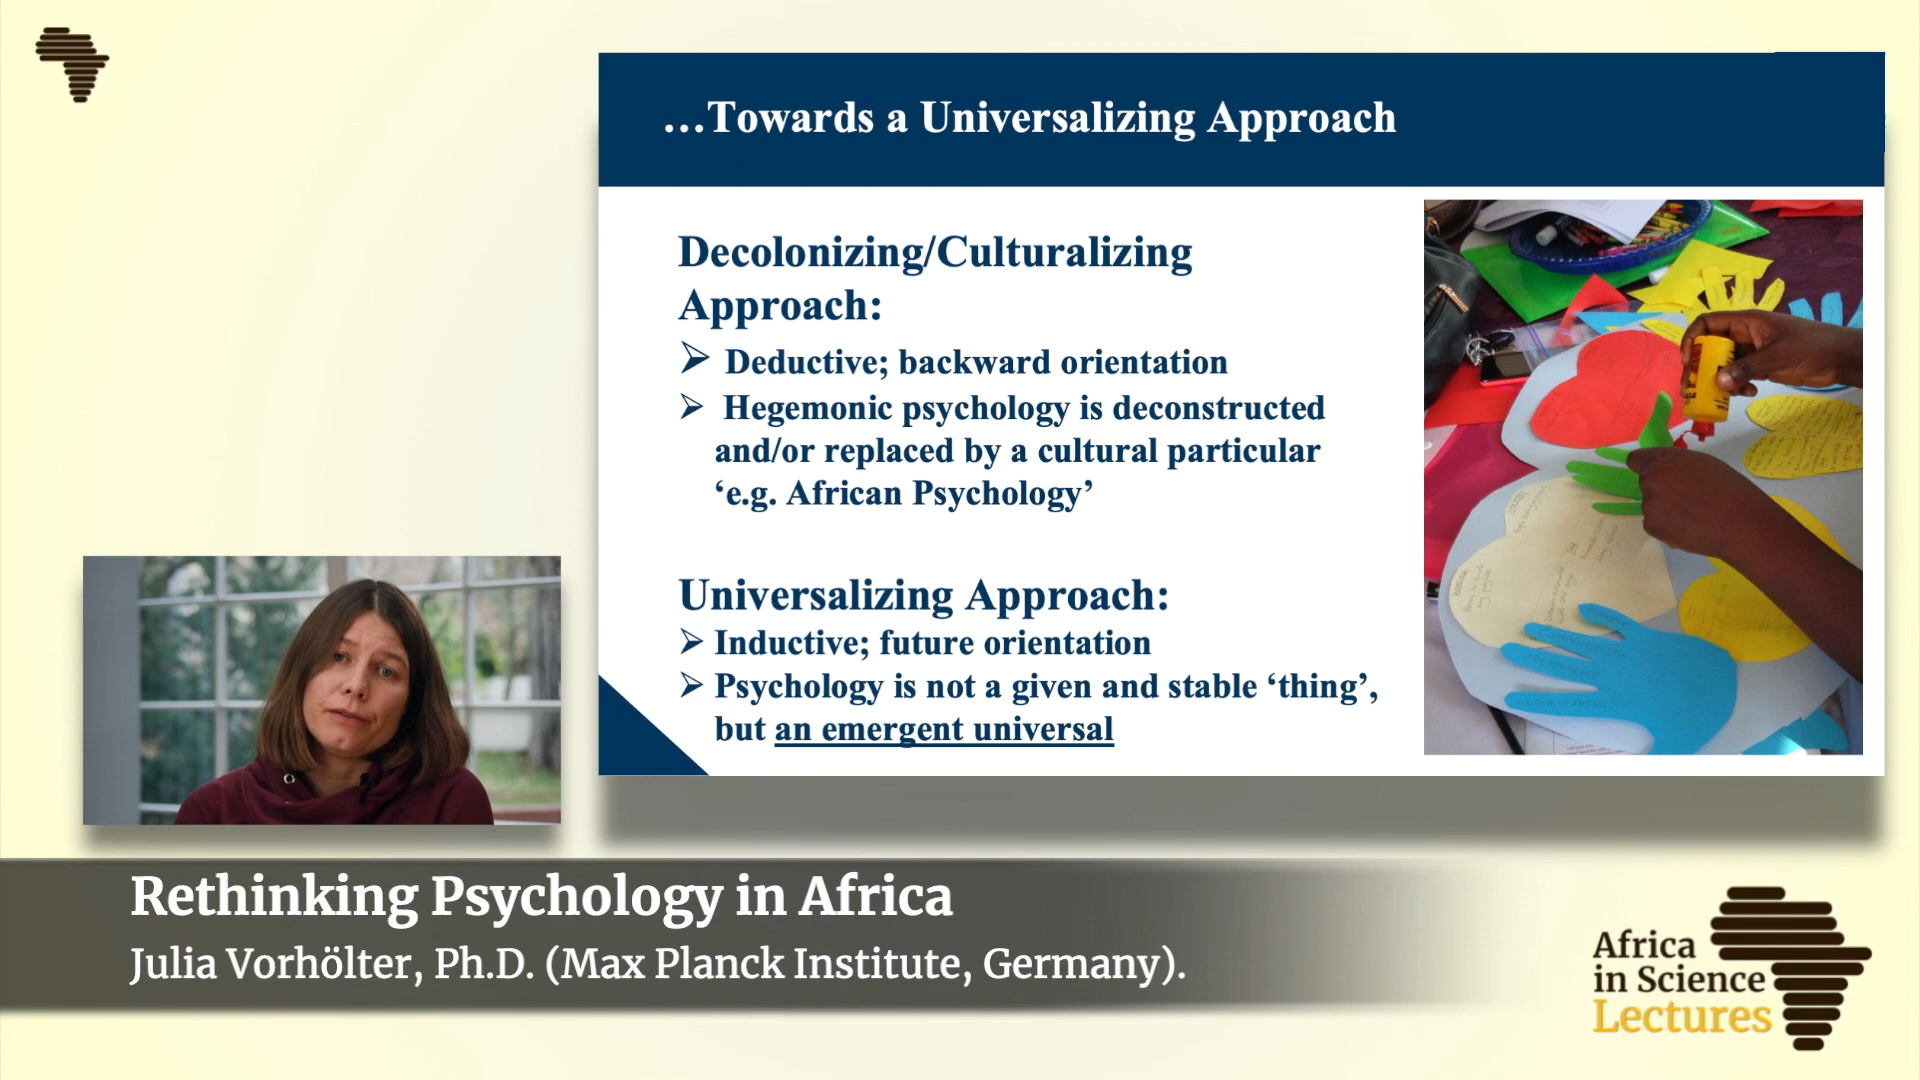 …Towards a Universalizing Approach
Decolonizing/Culturalizing
Approach:
➢ Deductive; backward orientation
➢ Hegemonic psychology is deconstructed
and/or replaced by a cultural particular
‘e.g. African Psychology’
Universalizing Approach:
➢ Inductive; future orientation
➢ Psychology is not a given and stable ‘thing’,
but an emergent universal
Rethinking Psychology in Africa
Julia Vorhölter, Ph.D. (Max Planck Institute, Germany).
Africa
in Science
Lectures